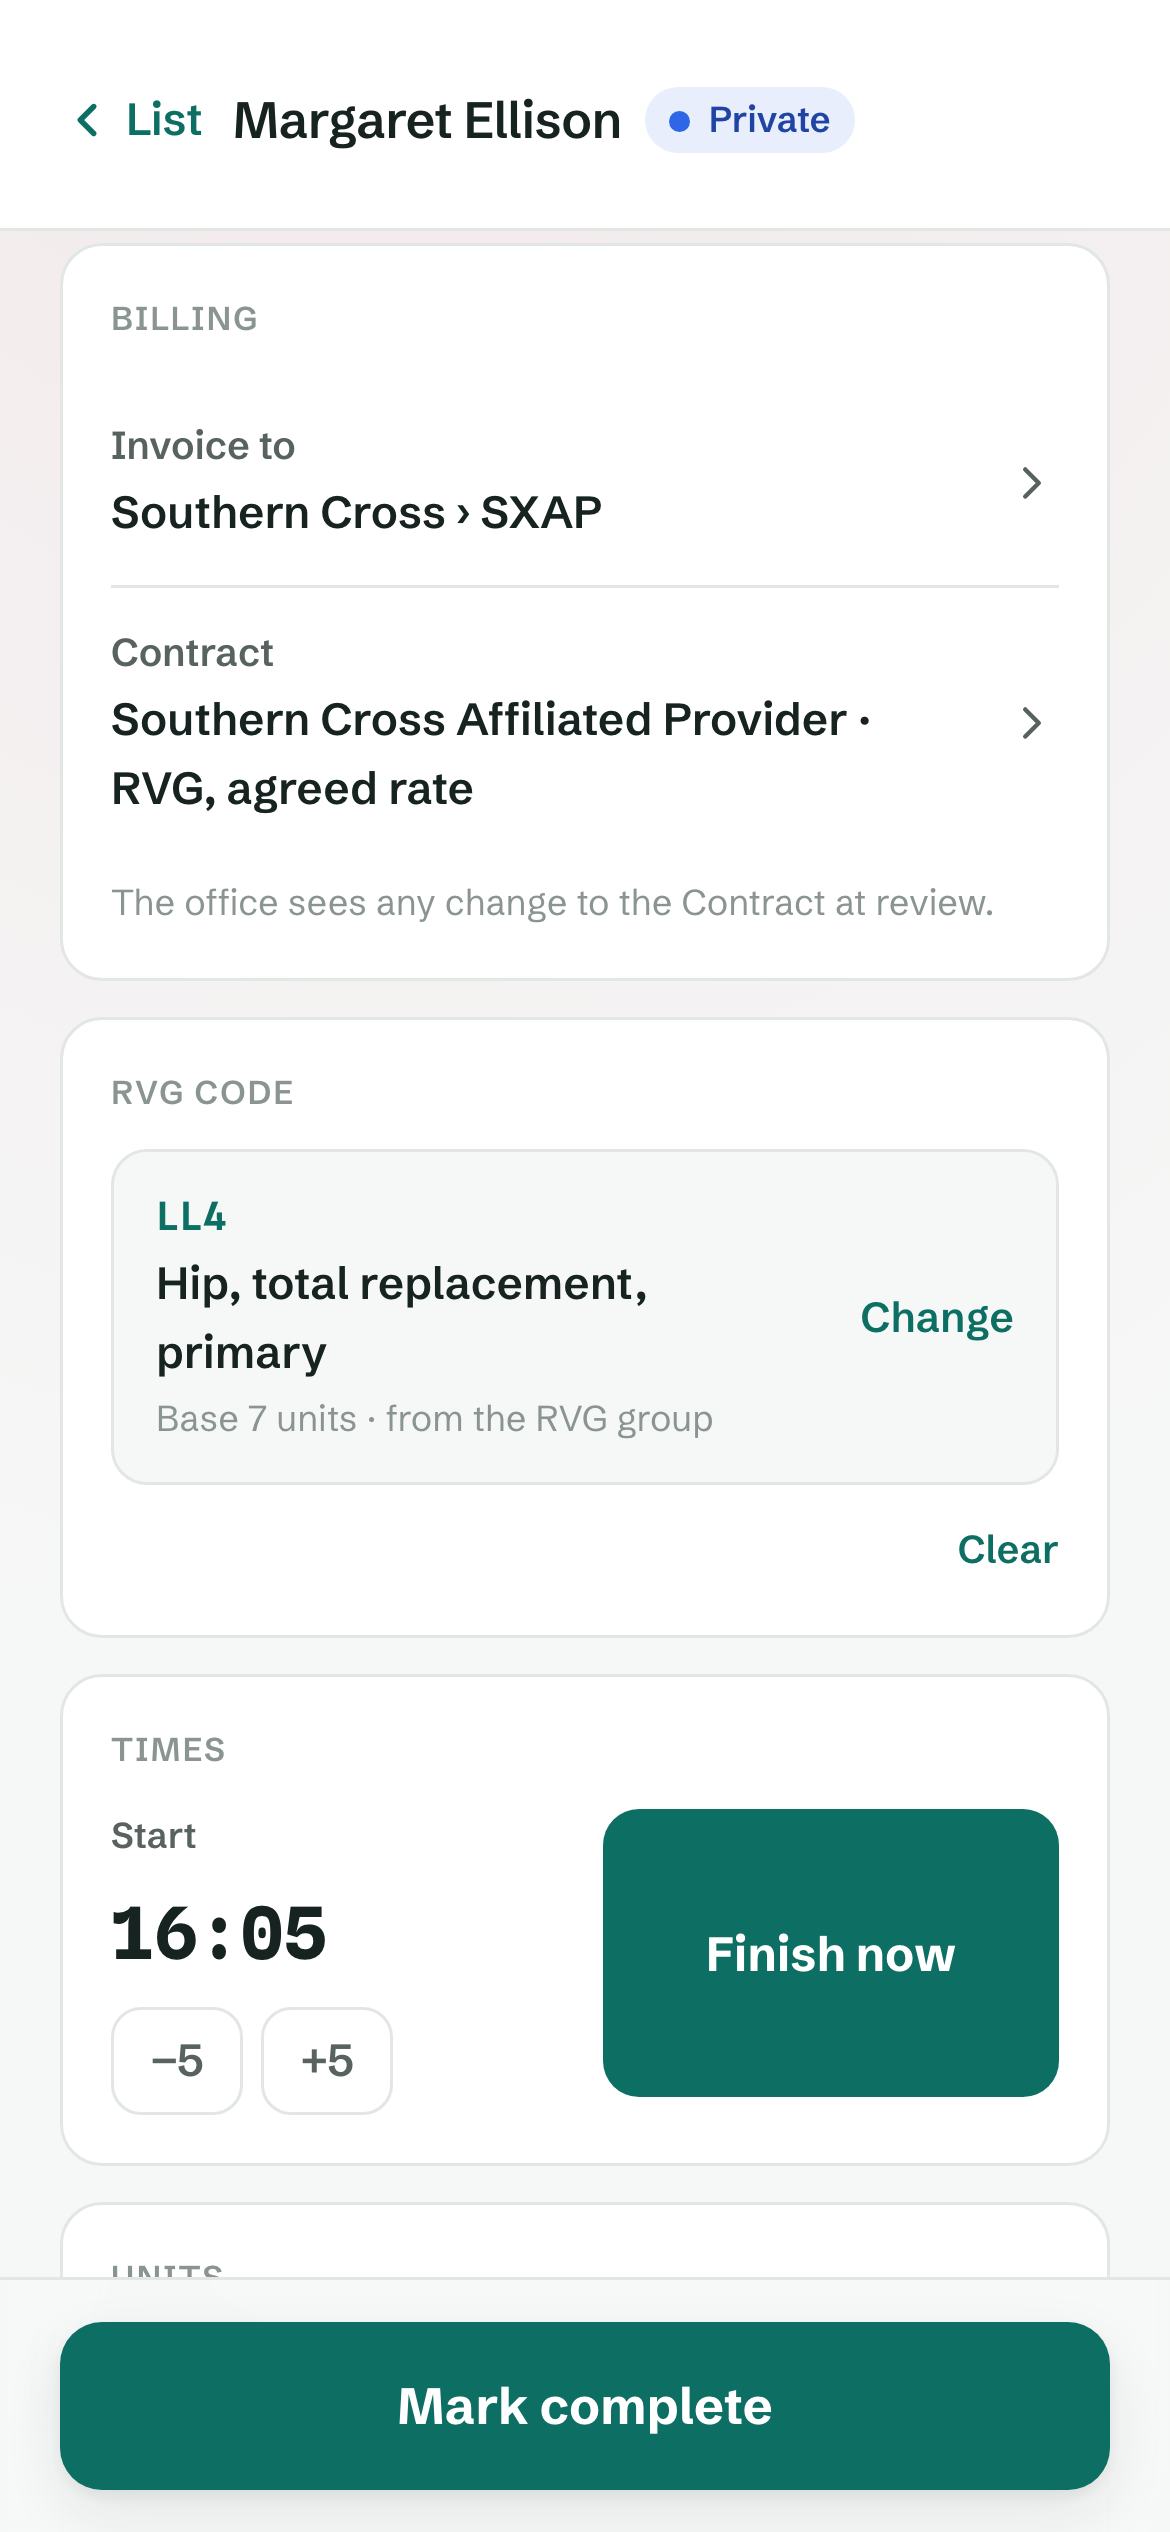 List Margaret Ellison Private
BILLING
Invoice to
Southern Cross › SXAP
Contract
Southern Cross Affiliated Provider ·
RVG, agreed rate
The office sees any change to the Contract at review.
RVG CODE
LL4
Hip, total replacement,
primary
Change
Base 7 units · from the RVG group
Clear
TIMES
Start
16:05
−5 +5
Finish now
UNITS
Mark complete